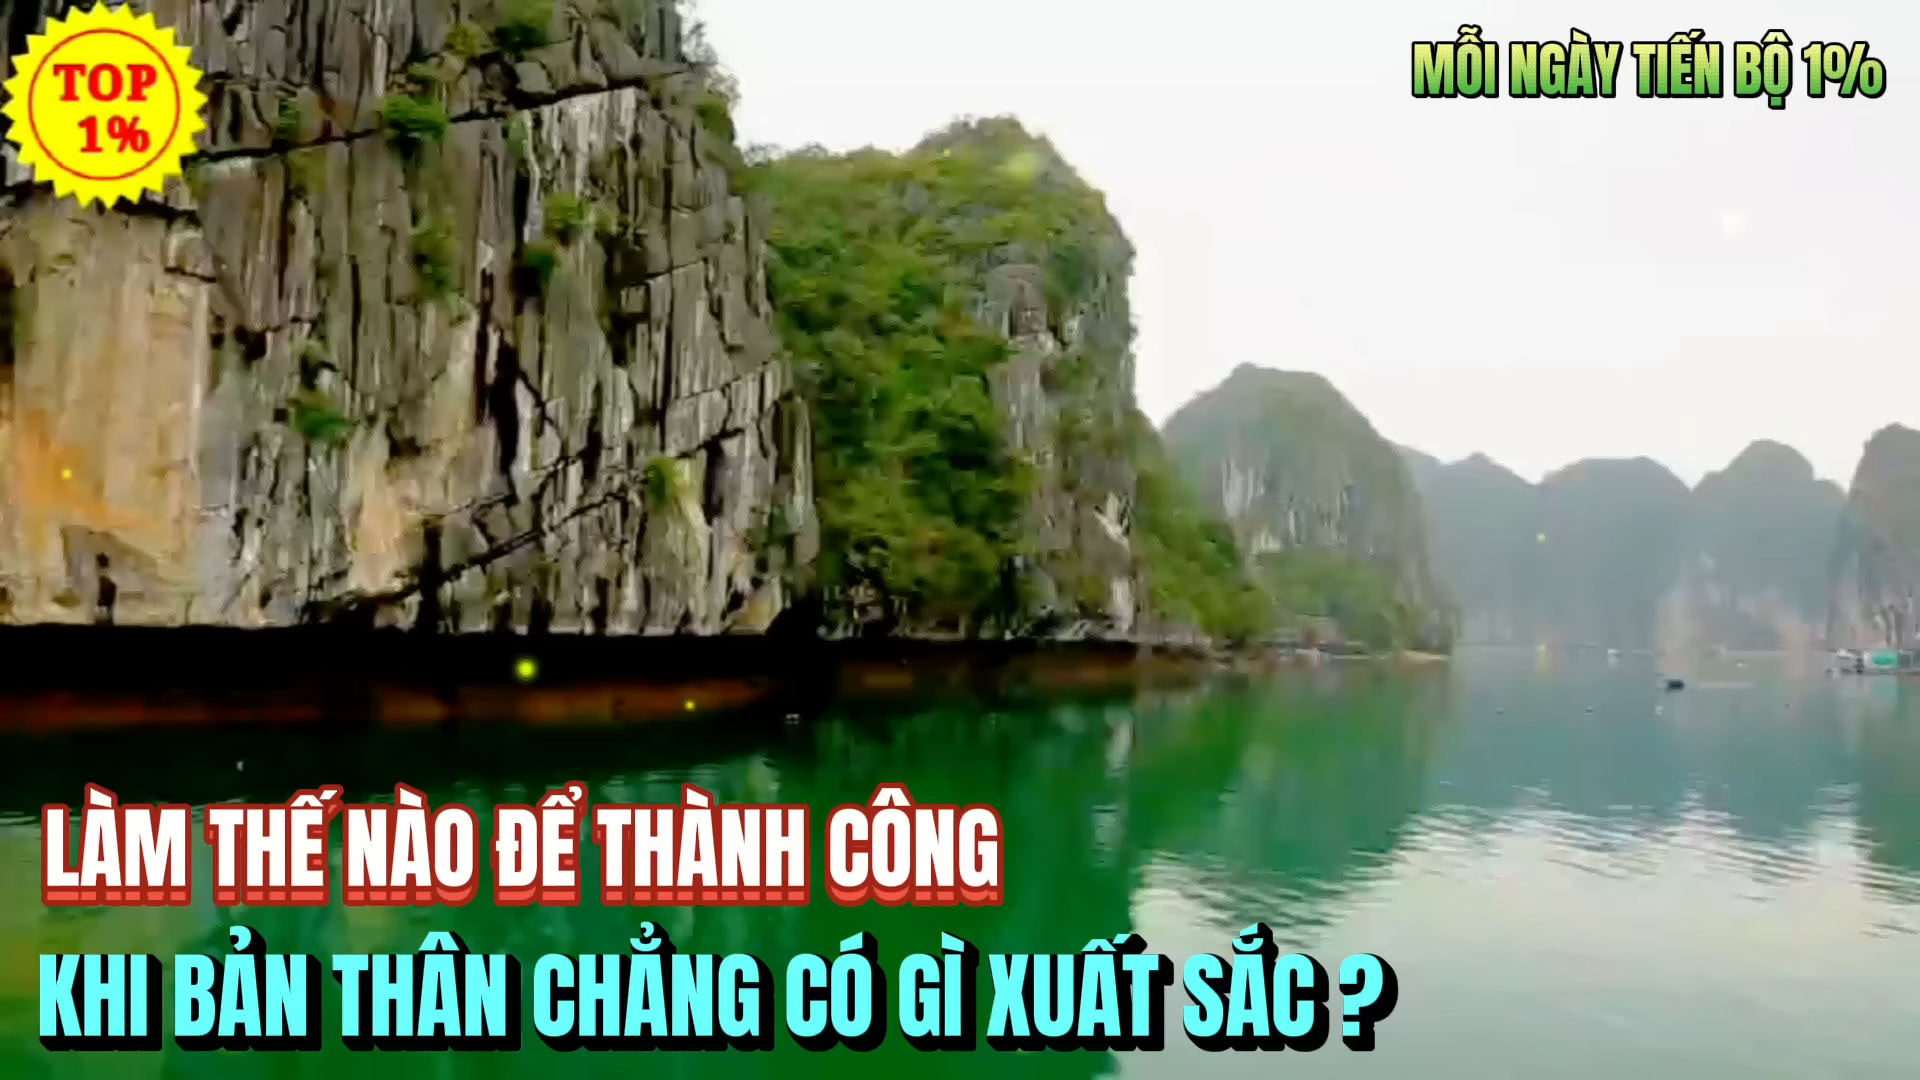 TOP
1%
MỖI NGÀY TIẾN BỘ 1%
LÀM THẾ NÀO ĐỂ THÀNH CÔNG
KHI BẢN THÂN CHẲNG CÓ GÌ XUẤT SẮC ?